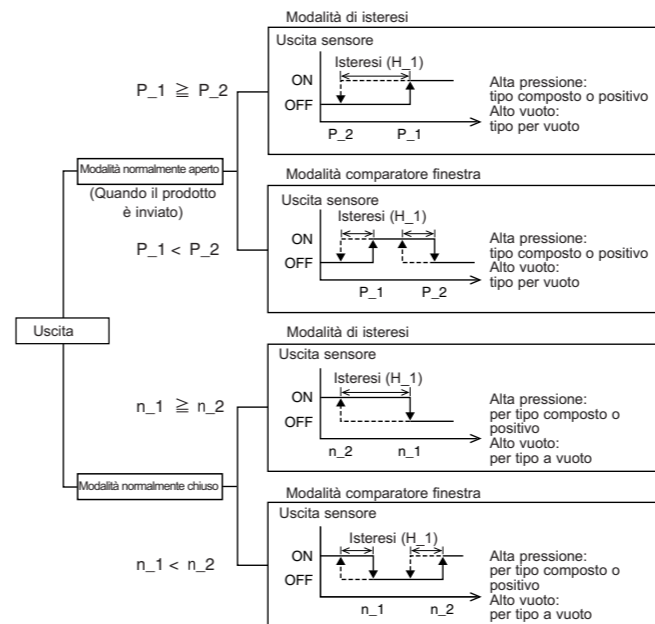 Modalità di isteresi
Uscita sensore
Isteresi (H_1)
ON
OFF
P_2 P_1
Alta pressione:
tipo composto o positivo
Alto vuoto:
tipo per vuoto
P_1 ≧ P_2
Modalità normalmente aperto
(Quando il prodotto
è inviato)
P_1 < P_2
Modalità comparatore finestra
Uscita sensore
Isteresi (H_1)
ON
OFF
P_1 P_2
Alta pressione:
tipo composto o positivo
Alto vuoto:
tipo per vuoto
Uscita
Modalità di isteresi
Uscita sensore
Isteresi (H_1)
ON
OFF
n_2 n_1
Alta pressione:
per tipo composto o
positivo
Alto vuoto:
per tipo a vuoto
n_1 ≧ n_2
Modalità normalmente chiuso
n_1 < n_2
Modalità comparatore finestra
Uscita sensore
Isteresi (H_1)
ON
OFF
n_1 n_2
Alta pressione:
per tipo composto o
positivo
Alto vuoto:
per tipo a vuoto